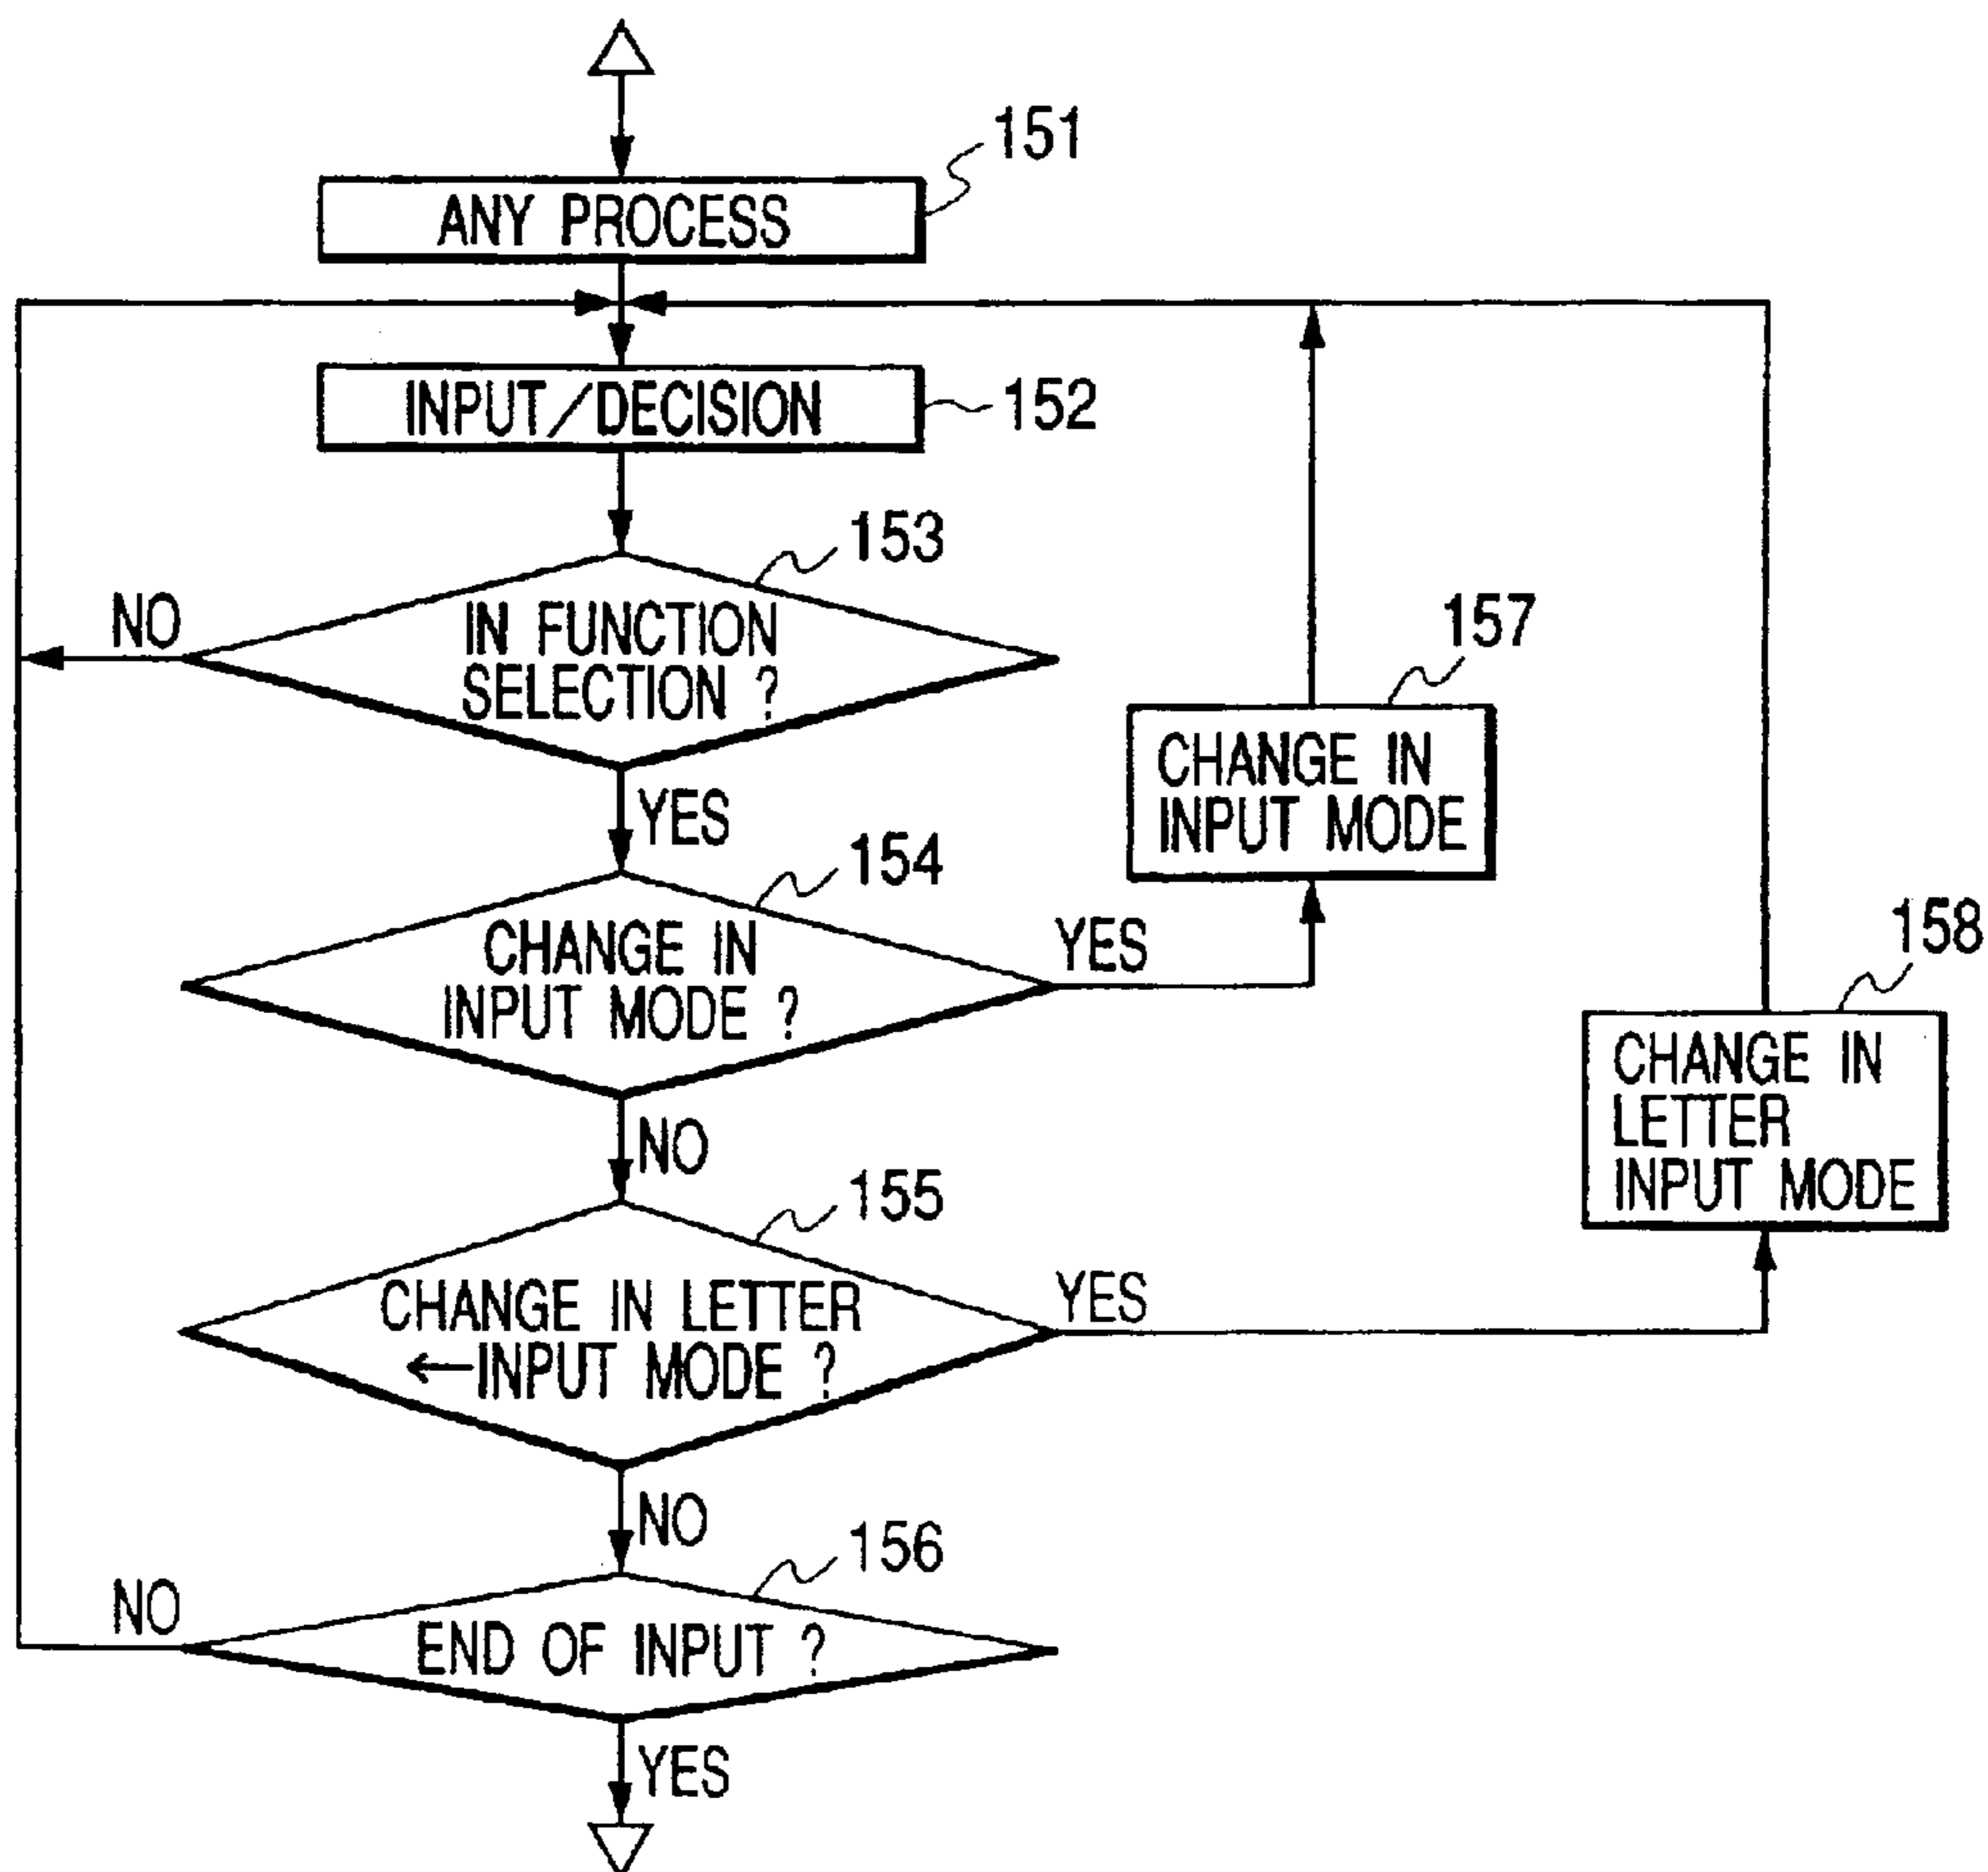 151
ANY PROCESS
INPUT/DECISION
152
153
NO
IN FUNCTION
SELECTION ?
YES
154
CHANGE IN
INPUT MODE ?
YES
157
CHANGE IN
INPUT MODE
NO
155
CHANGE IN LETTER
←INPUT MODE ?
YES
158
CHANGE IN
LETTER
INPUT MODE
NO
156
NO
END OF INPUT ?
YES